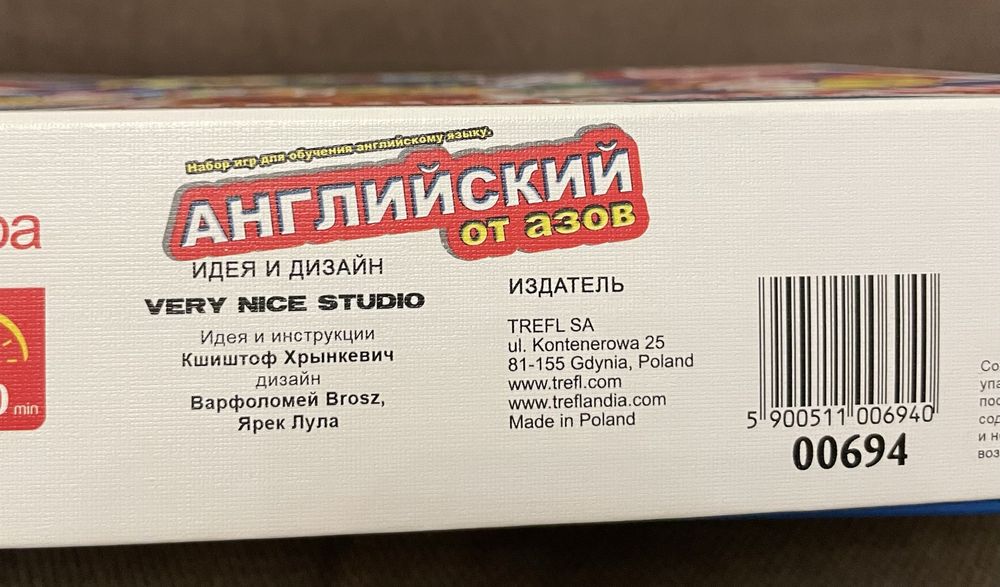 Набор игр для обучения английскому языку.
АНГЛИЙСКИЙ
от азов
ИДЕЯ И ДИЗАЙН
VERY NICE STUDIO
Идея и инструкции
Кшиштоф Хрынкевич
дизайн
Варфоломей Brosz,
Ярек Лула
ИЗДАТЕЛЬ
TREFL SA
ul. Kontenerowa 25
81-155 Gdynia, Poland
www.trefl.com
www.treflandia.com
Made in Poland
5 900511 006940
00694
min
и н